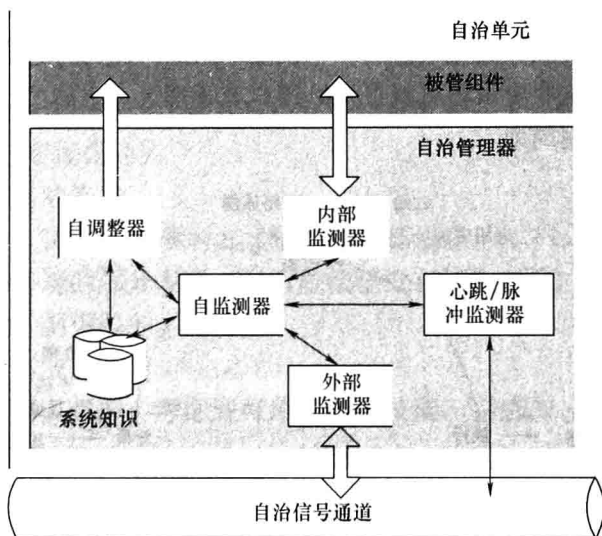 自治单元
被管组件
自治管理器
自调整器
内部
监测器
自监测器
心跳/脉
冲监测器
外部
监测器
系统知识
自治信号通道